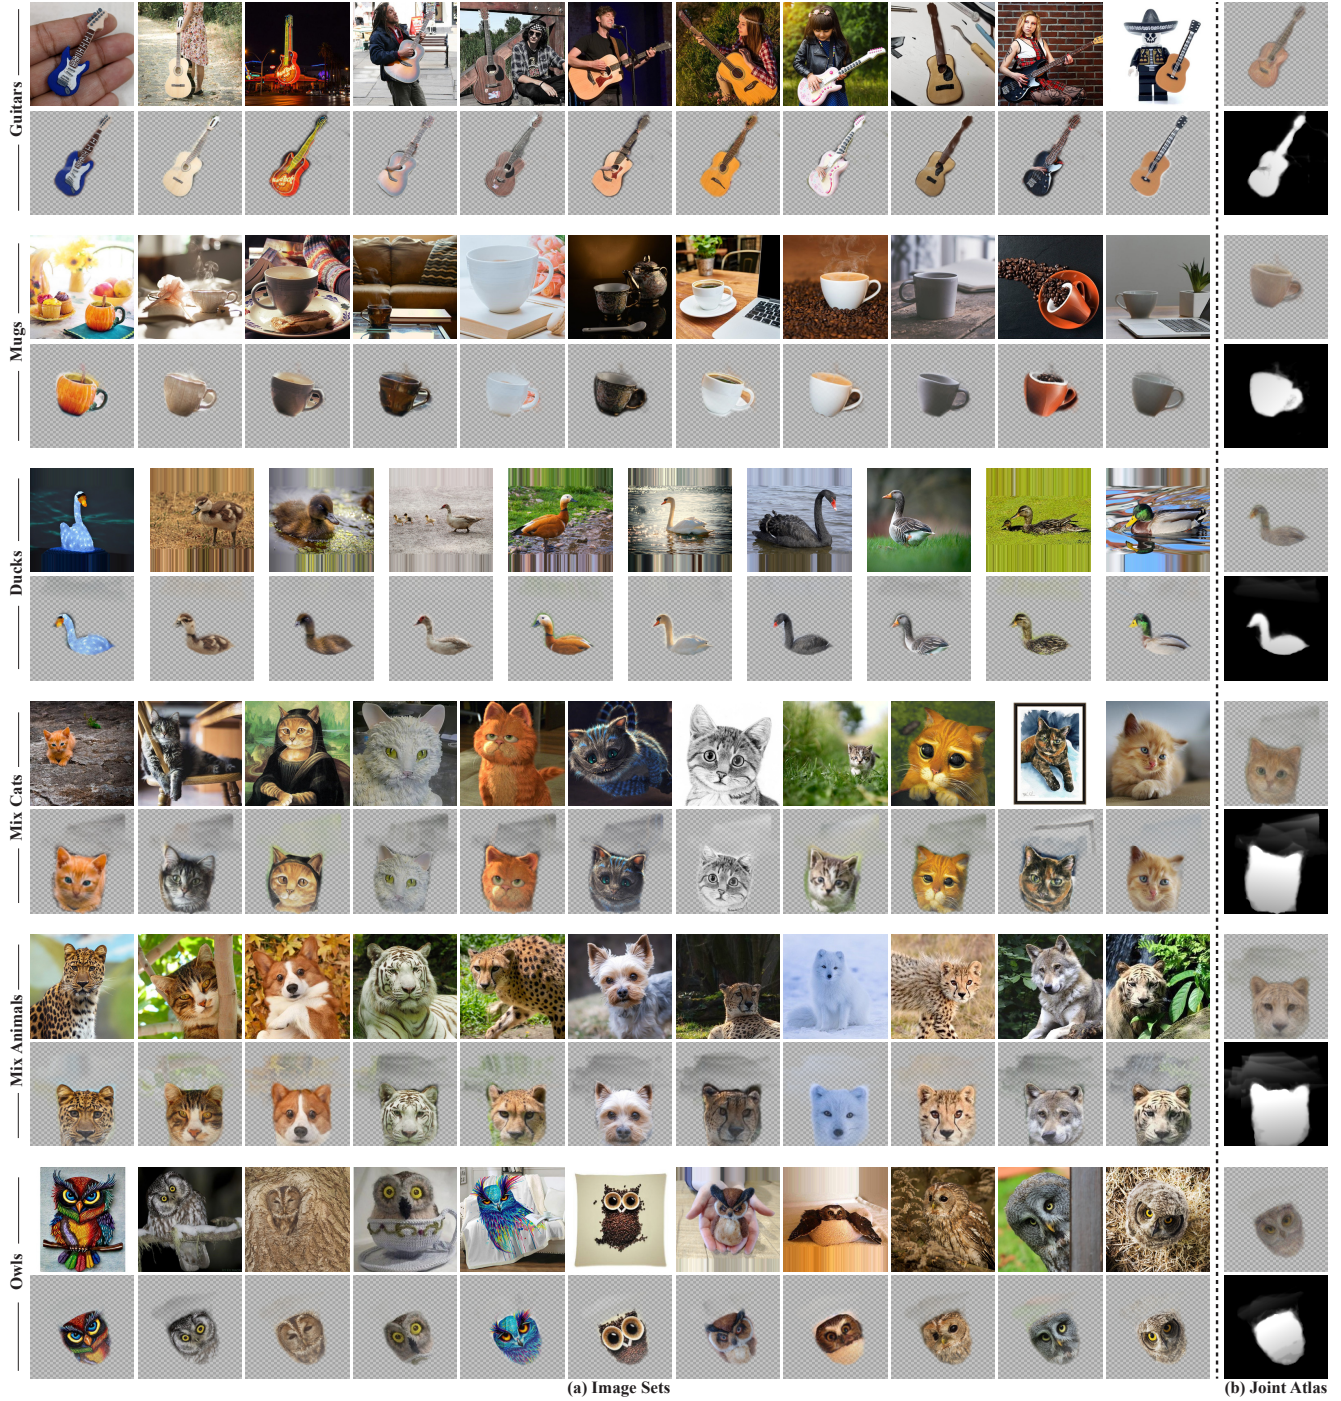 Guitars
Mugs
Ducks
Mix Cats
Mix Animals
Owls
(a) Image Sets
(b) Joint Atlas